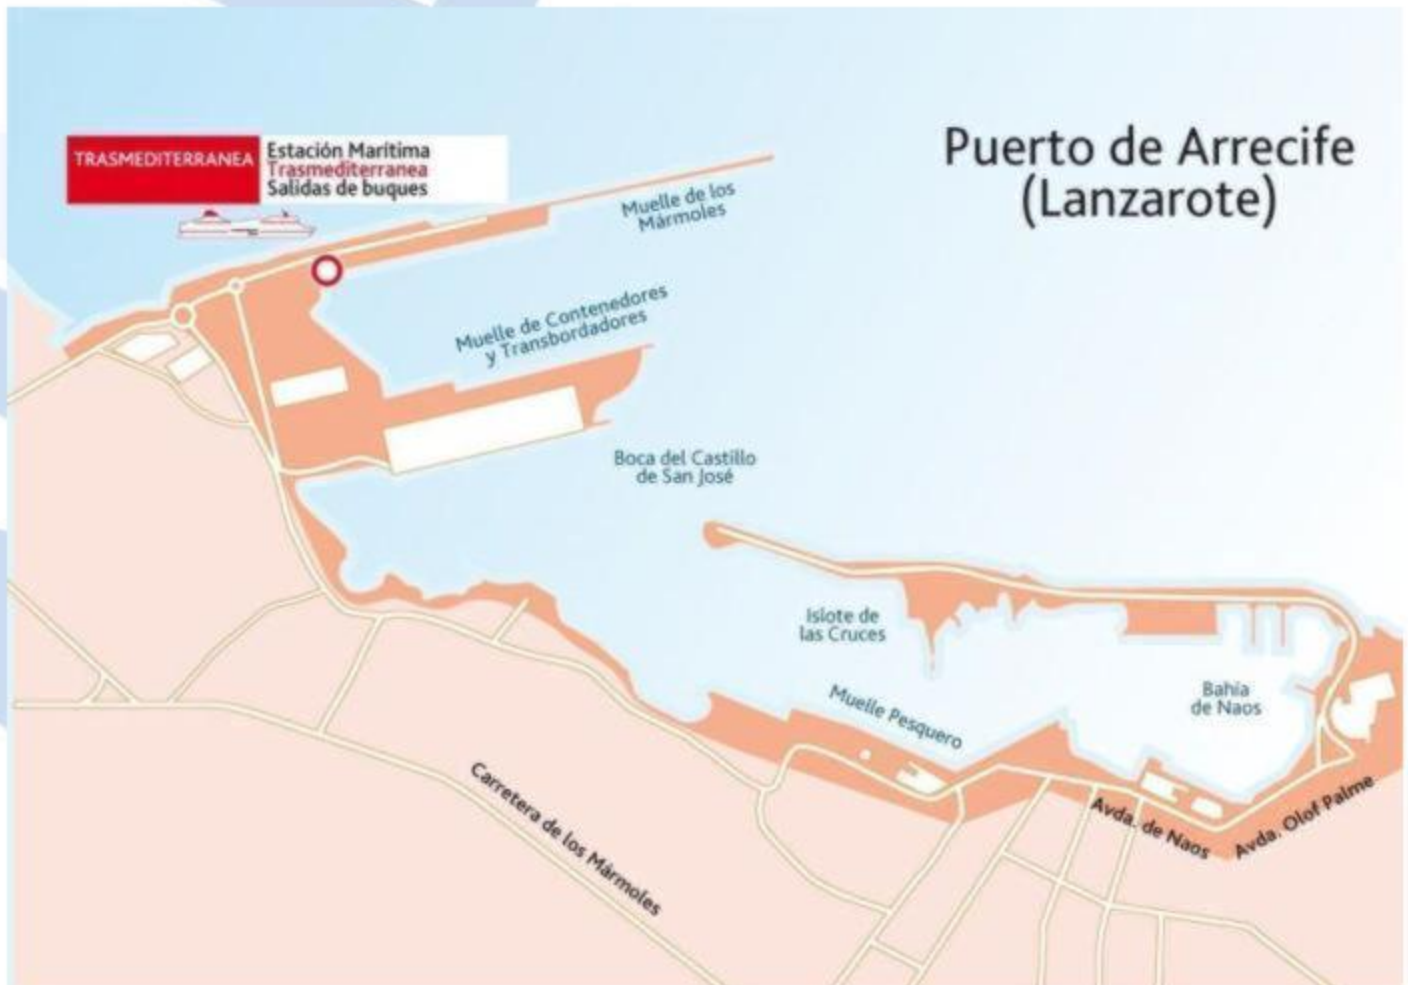 TRASMEDITERRANEA
Estación Marítima
Trasmediterranea
Salidas de buques
Puerto de Arrecife
(Lanzarote)
Muelle de los
Mármoles
Muelle de Contenedores
y Transbordadores
Boca del Castillo
de San José
Islote de
las Cruces
Bahía
de Naos
Muelle Pesquero
Carretera de los Mármoles
Avda. de Naos
Avda. Olof Palme